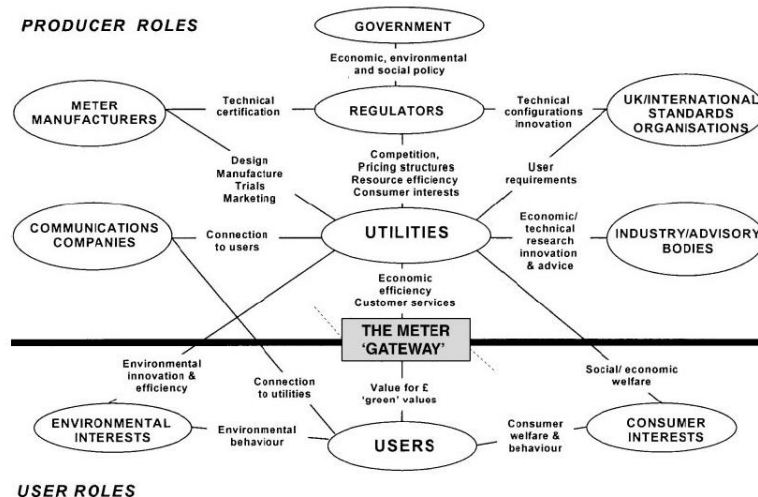 PRODUCER ROLES
GOVERNMENT
Economic, environmental
and social policy
METER
MANUFACTURERS
Technical
certification
REGULATORS
Technical
configurations
innovation
UK/INTERNATIONAL
STANDARDS
ORGANISATIONS
Design
Manufacture
Trials
Marketing
Competition,
Pricing structures
Resource efficiency
Consumer interests
User
requirements
COMMUNICATIONS
COMPANIES
Connection
to users
UTILITIES
Economic/
technical
research
innovation
& advice
INDUSTRY/ADVISORY
BODIES
Economic
efficiency
Customer services
THE METER
'GATEWAY'
Environmental
innovation &
efficiency
Connection
to utilities
Value for £
'green' values
Social/ economic
welfare
ENVIRONMENTAL
INTERESTS
Environmental
behaviour
USERS
Consumer
welfare &
behaviour
CONSUMER
INTERESTS
USER ROLES